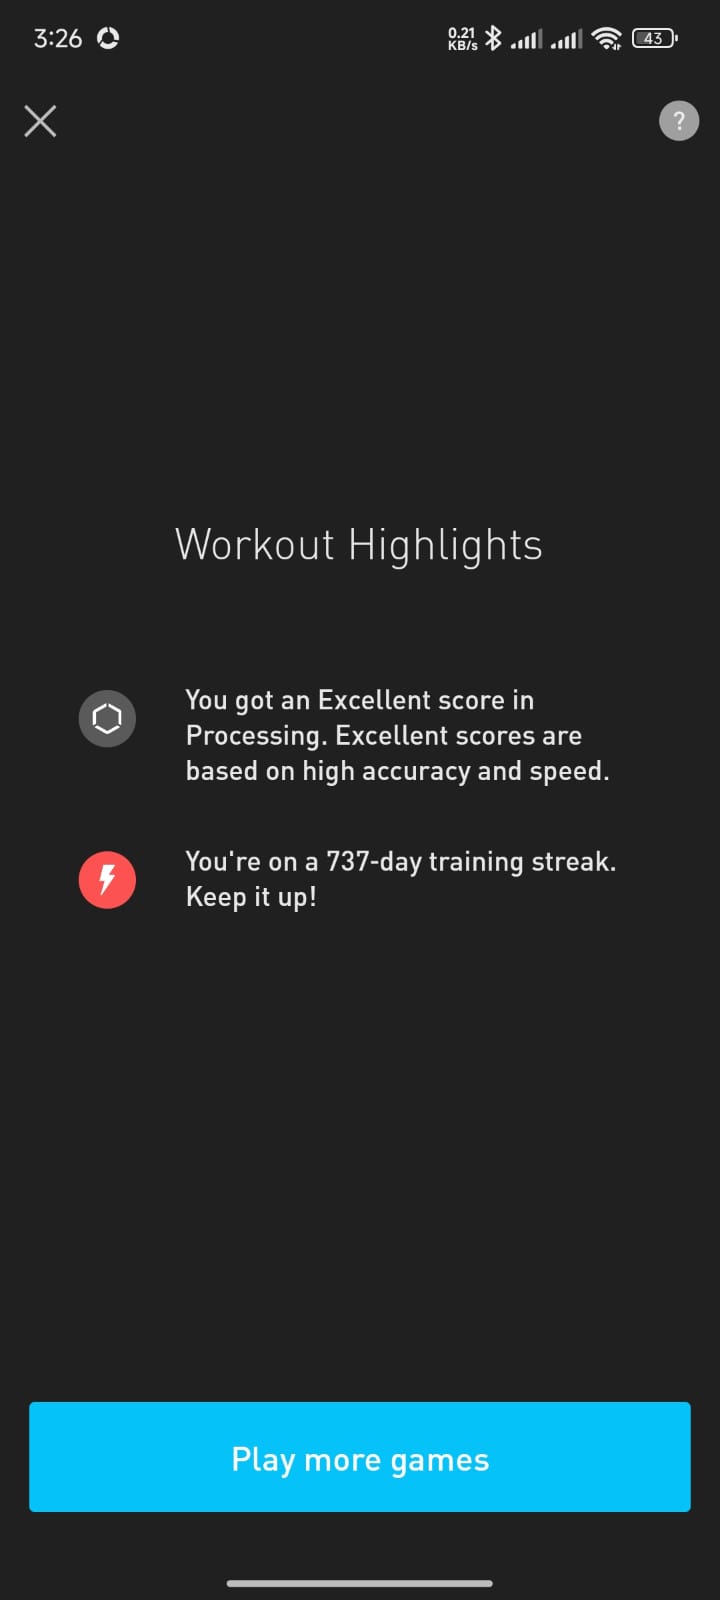 3:26
0.21
KB/s
43
?
Workout Highlights
You got an Excellent score in
Processing. Excellent scores are
based on high accuracy and speed.
You're on a 737-day training streak.
Keep it up!
Play more games